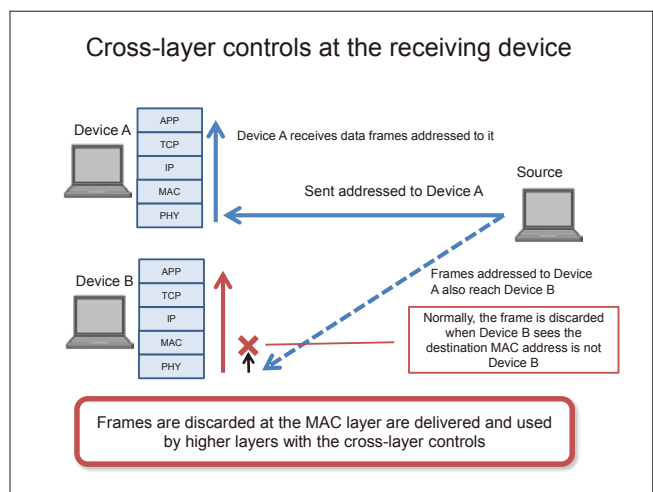 Cross-layer controls at the receiving device
Device A
APP
TCP
IP
MAC
PHY
Device A receives data frames addressed to it
Source
Sent addressed to Device A
Device B
APP
TCP
IP
MAC
PHY
Frames addressed to Device
A also reach Device B
Normally, the frame is discarded
when Device B sees the
destination MAC address is not
Device B
Frames are discarded at the MAC layer are delivered and used
by higher layers with the cross-layer controls